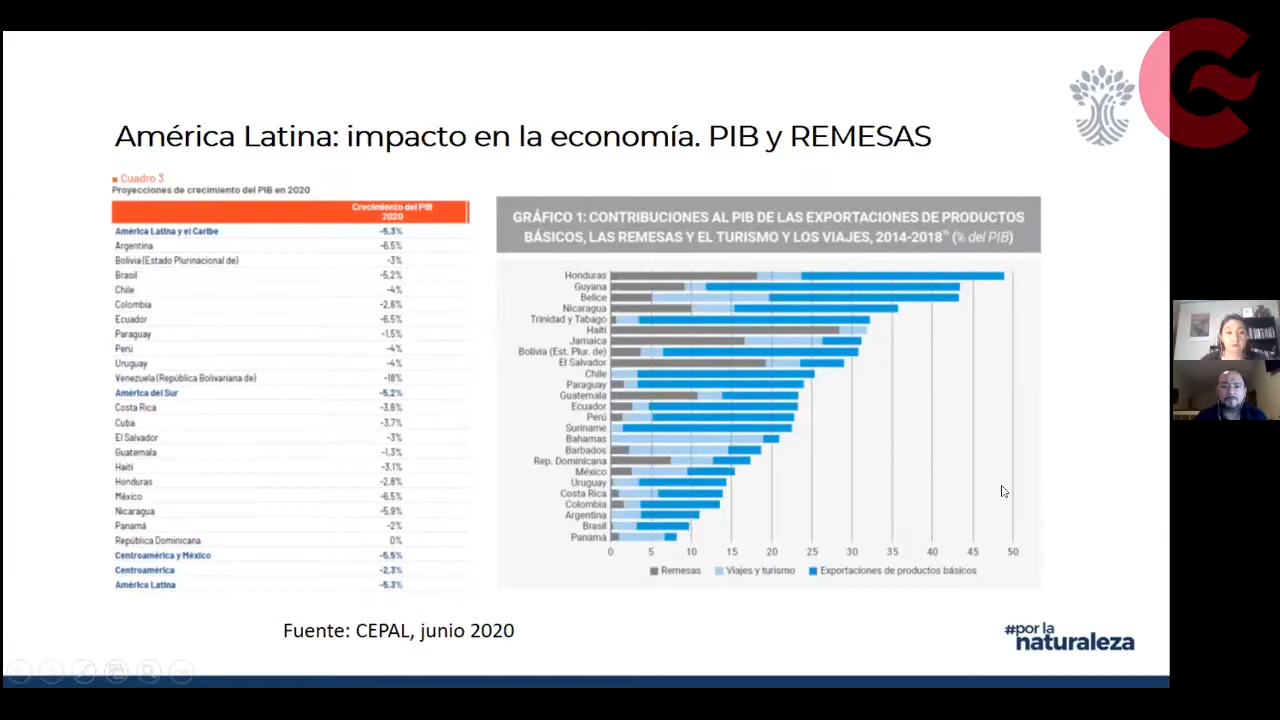 América Latina: impacto en la economía. PIB y REMESAS
■ Cuadro 3
Proyecciones de crecimiento del PIB en 2020
Crecimiento del PIB
2020
América Latina y el Caribe -5,3%
Argentina -6.5%
Bolivia (Estado Plurinacional de) -3%
Brasil -5,2%
Chile -4%
Colombia -2.6%
Ecuador -6.5%
Paraguay -1.5%
Perú -4%
Uruguay -4%
Venezuela (República Bolivariana de) -18%
América del Sur -5,2%
Costa Rica -3.6%
Cuba -3.7%
El Salvador -3%
Guatemala -1,3%
Haití -3,1%
Honduras -2.8%
México -6.5%
Nicaragua -5,9%
Panamá -2%
República Dominicana 0%
Centroamérica y México -5,5%
Centroamérica -2,3%
América Latina -5,3%
GRÁFICO 1: CONTRIBUCIONES AL PIB DE LAS EXPORTACIONES DE PRODUCTOS
BÁSICOS, LAS REMESAS Y EL TURISMO Y LOS VIAJES, 2014-2018 (% del PIB)
Honduras
Guyana
Belice
Nicaragua
Trinidad y Tabago
Haití
Jamaica
Bolivia (Est. Plur. de)
El Salvador
Chile
Paraguay
Guatemala
Ecuador
Perú
Suriname
Bahamas
Barbados
Rep. Dominicana
México
Uruguay
Costa Rica
Colombia
Argentina
Brasil
Panamá
0 5 10 15 20 25 30 35 40 45 50
Remesas Viajes y turismo Exportaciones de productos básicos
Fuente: CEPAL, junio 2020
#por la
naturaleza